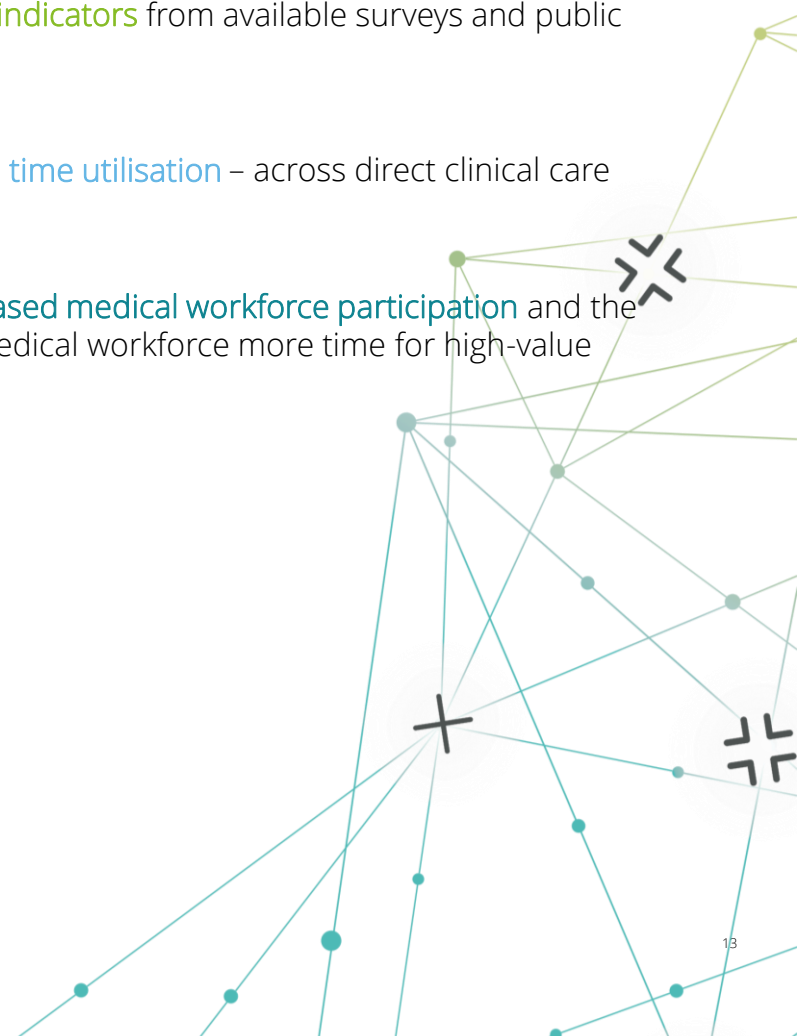 indicators from available surveys and public
time utilisation – across direct clinical care
ased medical workforce participation and the
edical workforce more time for high-value
13